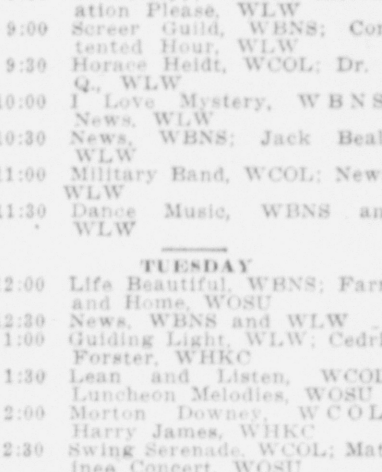 ation Please, WLW
9:00 Screer Guild, WBNS; Con
tented Hour, WLW
9:30 Horace Heidt, WCOL; Dr. I.
Q., WLW
10:00 I Love Mystery, WBNS
News, WLW
10:30 News, WBNS; Jack Beal
WLW
11:00 Military Band, WCOL; New
WLW
11:30 Dance Music, WBNS an
WLW
TUESDAY
12:00 Life Beautiful, WBNS; Farm
and Home, WOSU
12:30 News, WBNS and WLW
1:00 Guiding Light, WLW; Cedri
Forster, WHKC
1:30 Lean and Listen, WCOL
Luncheon Melodies, WOSU
2:00 Morton Downey, WCOL
Harry James, WHKC
2:30 Swing Serenade, WCOL; Mat
inee Concert, WOSU